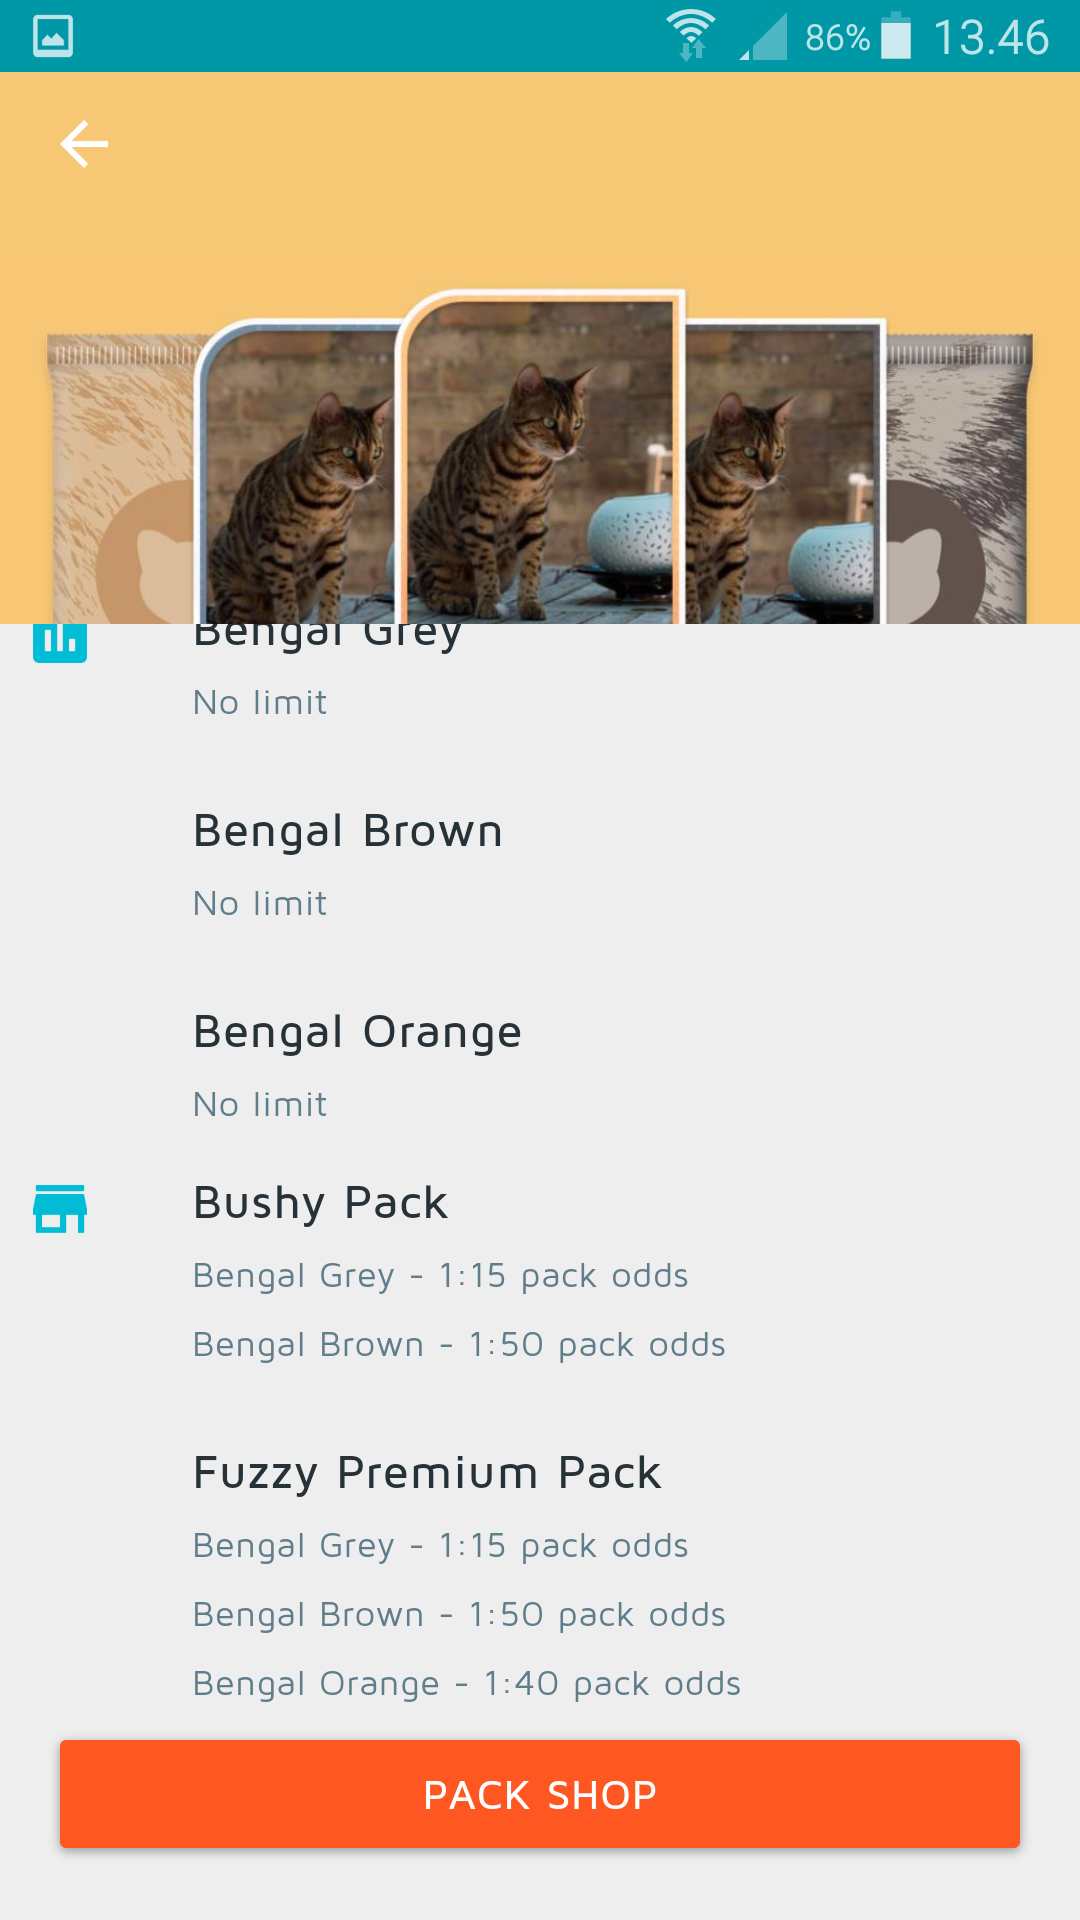 86% 13.46
Bengal Grey
No limit
Bengal Brown
No limit
Bengal Orange
No limit
Bushy Pack
Bengal Grey - 1:15 pack odds
Bengal Brown - 1:50 pack odds
Fuzzy Premium Pack
Bengal Grey - 1:15 pack odds
Bengal Brown - 1:50 pack odds
Bengal Orange - 1:40 pack odds
PACK SHOP